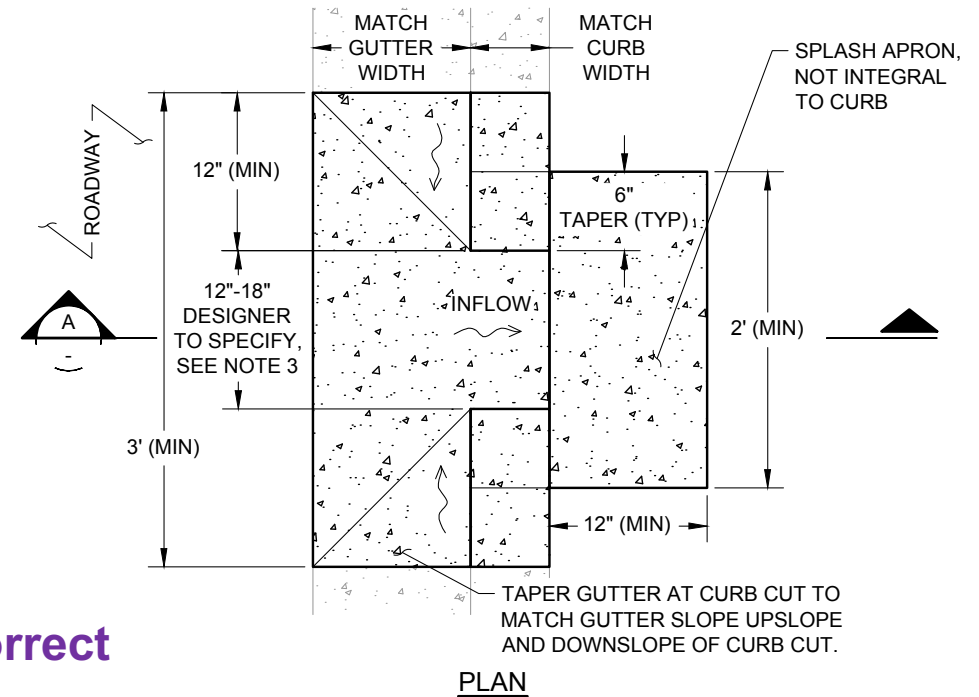 MATCH
GUTTER
WIDTH
MATCH
CURB
WIDTH
SPLASH APRON,
NOT INTEGRAL
TO CURB
ROADWAY
12" (MIN)
6"
TAPER (TYP)
12"-18"
DESIGNER
TO SPECIFY,
SEE NOTE 3
INFLOW
A
-
2' (MIN)
3' (MIN)
12" (MIN)
TAPER GUTTER AT CURB CUT TO
MATCH GUTTER SLOPE UPSLOPE
AND DOWNSLOPE OF CURB CUT.
PLAN